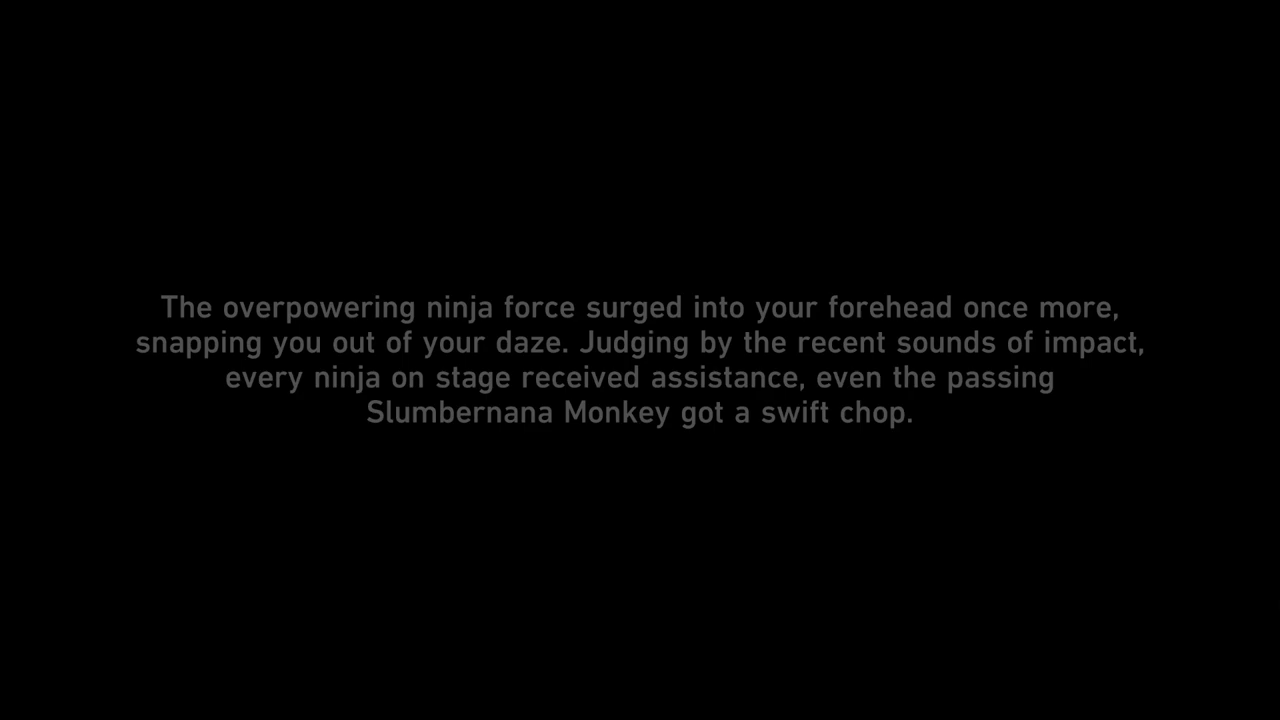 The overpowering ninja force surged into your forehead once more,
snapping you out of your daze. Judging by the recent sounds of impact,
every ninja on stage received assistance, even the passing
Slumbernana Monkey got a swift chop.